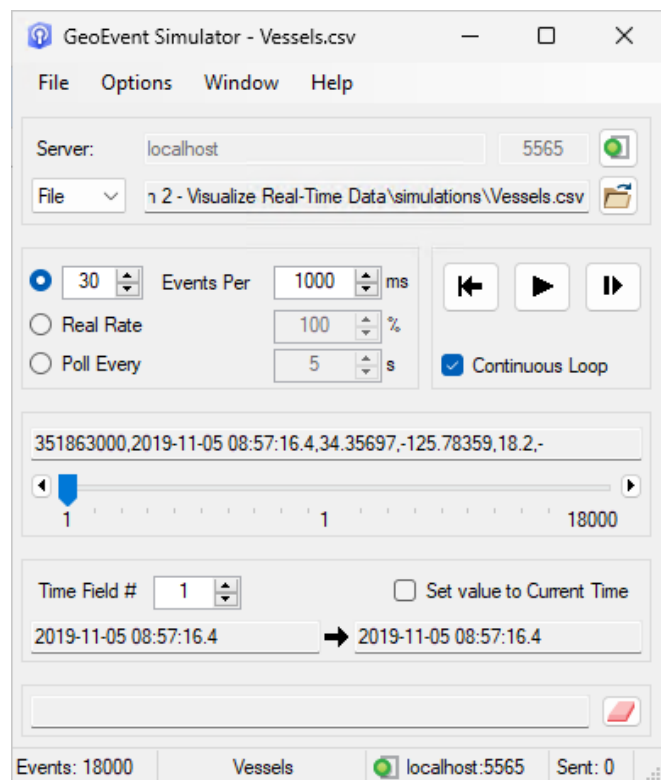 GeoEvent Simulator - Vessels.csv
File Options Window Help
Server: localhost 5565
File n 2 - Visualize Real-Time Data\simulations\Vessels.csv
30 Events Per 1000 ms
Real Rate 100 %
Poll Every 5 s
Continuous Loop
351863000,2019-11-05 08:57:16.4,34.35697,-125.78359,18.2,-
1 1 18000
Time Field # 1 Set value to Current Time
2019-11-05 08:57:16.4 2019-11-05 08:57:16.4
Events: 18000 Vessels localhost:5565 Sent: 0